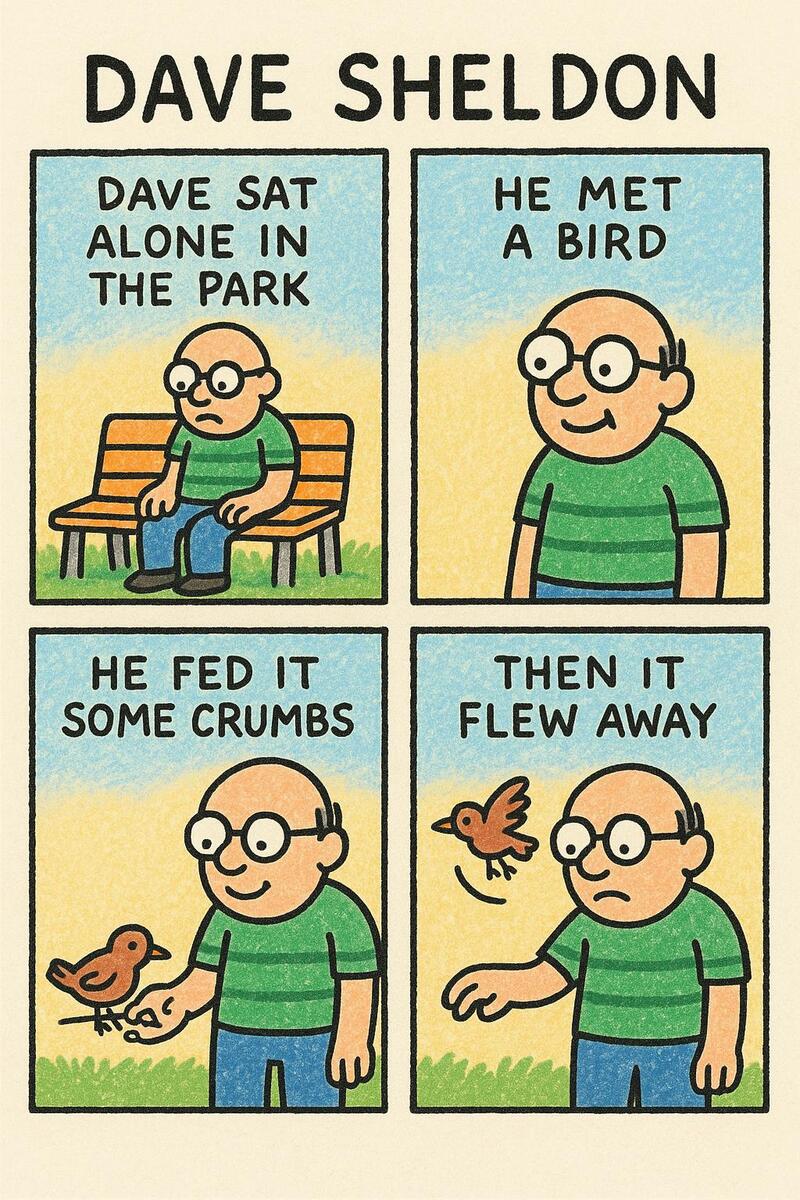 DAVE SHELDON
DAVE SAT
ALONE IN
THE PARK
HE MET
A BIRD
HE FED IT
SOME CRUMBS
THEN IT
FLEW AWAY